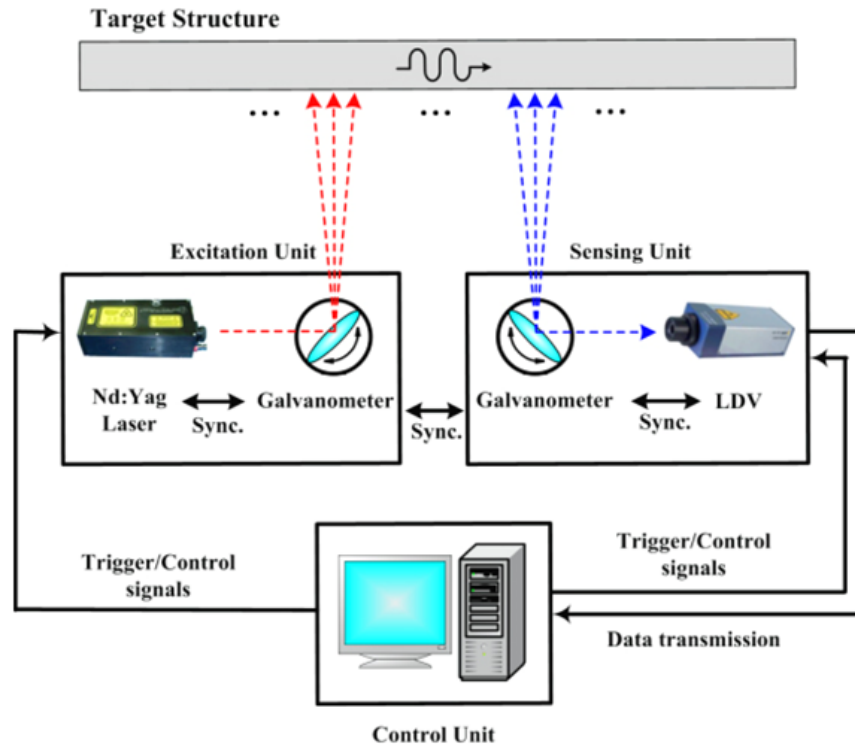 Target Structure
...
...
...
Excitation Unit
Sensing Unit
Nd:Yag
Laser
Sync.
Galvanometer
Sync.
Galvanometer
Sync.
LDV
Trigger/Control
signals
Trigger/Control
signals
Data transmission
Control Unit